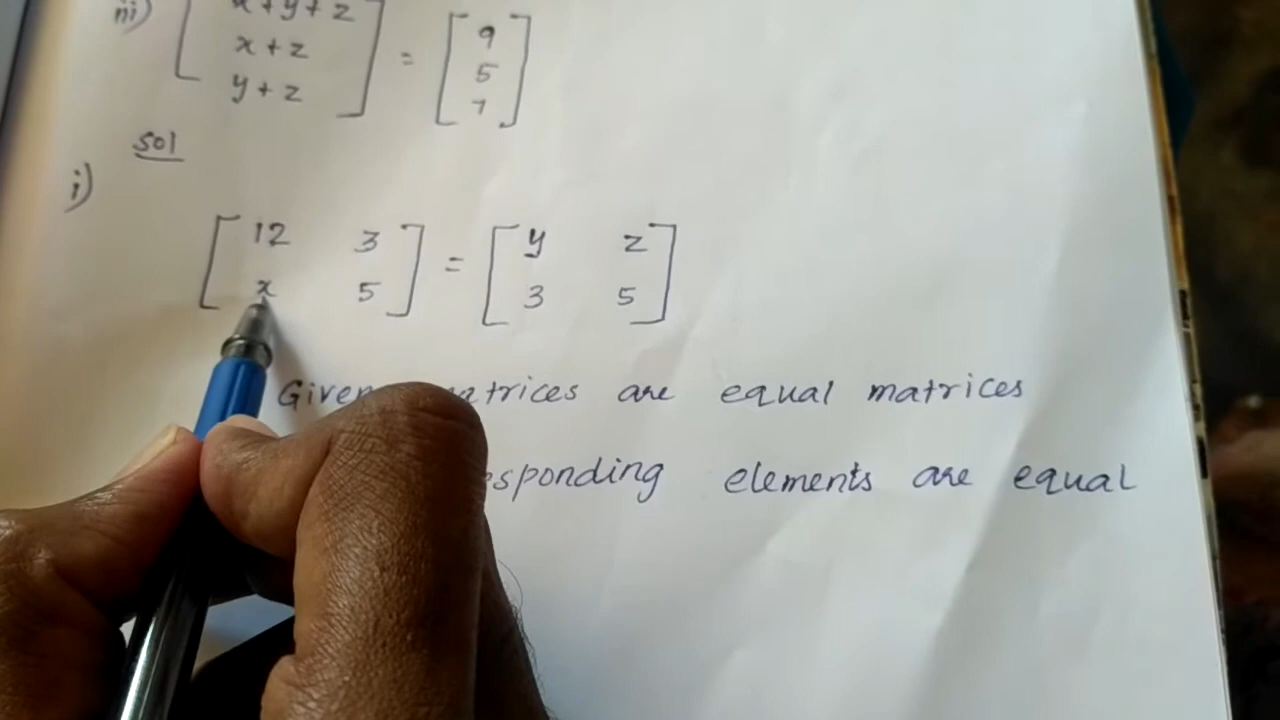 iii) [ x+y+z ] = [ 9 ]
x+z 5
y+z 7
Sol
i)
[ 12 3 ] = [ y z ]
x 5 3 5
Given matrices are equal matrices
elements are equal